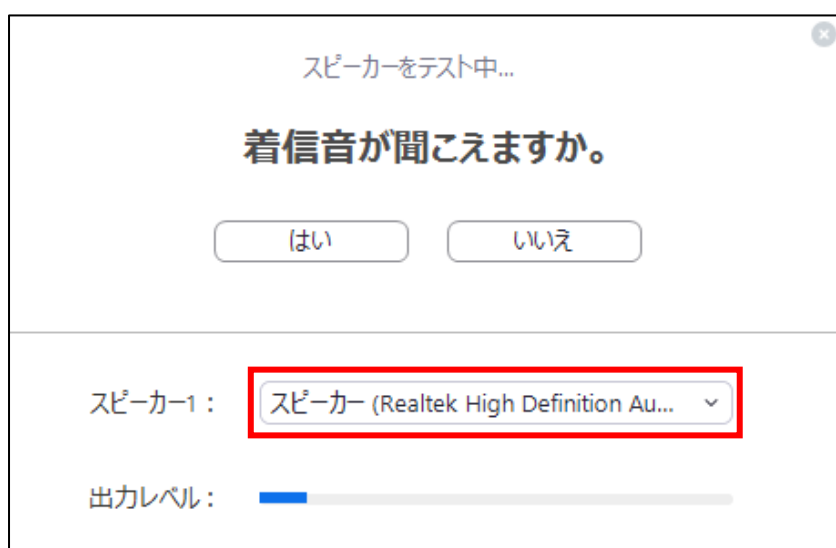 スピーカーをテスト中...
着信音が聞こえますか。
はい いいえ
スピーカー1： スピーカー (Realtek High Definition Au...
出力レベル：